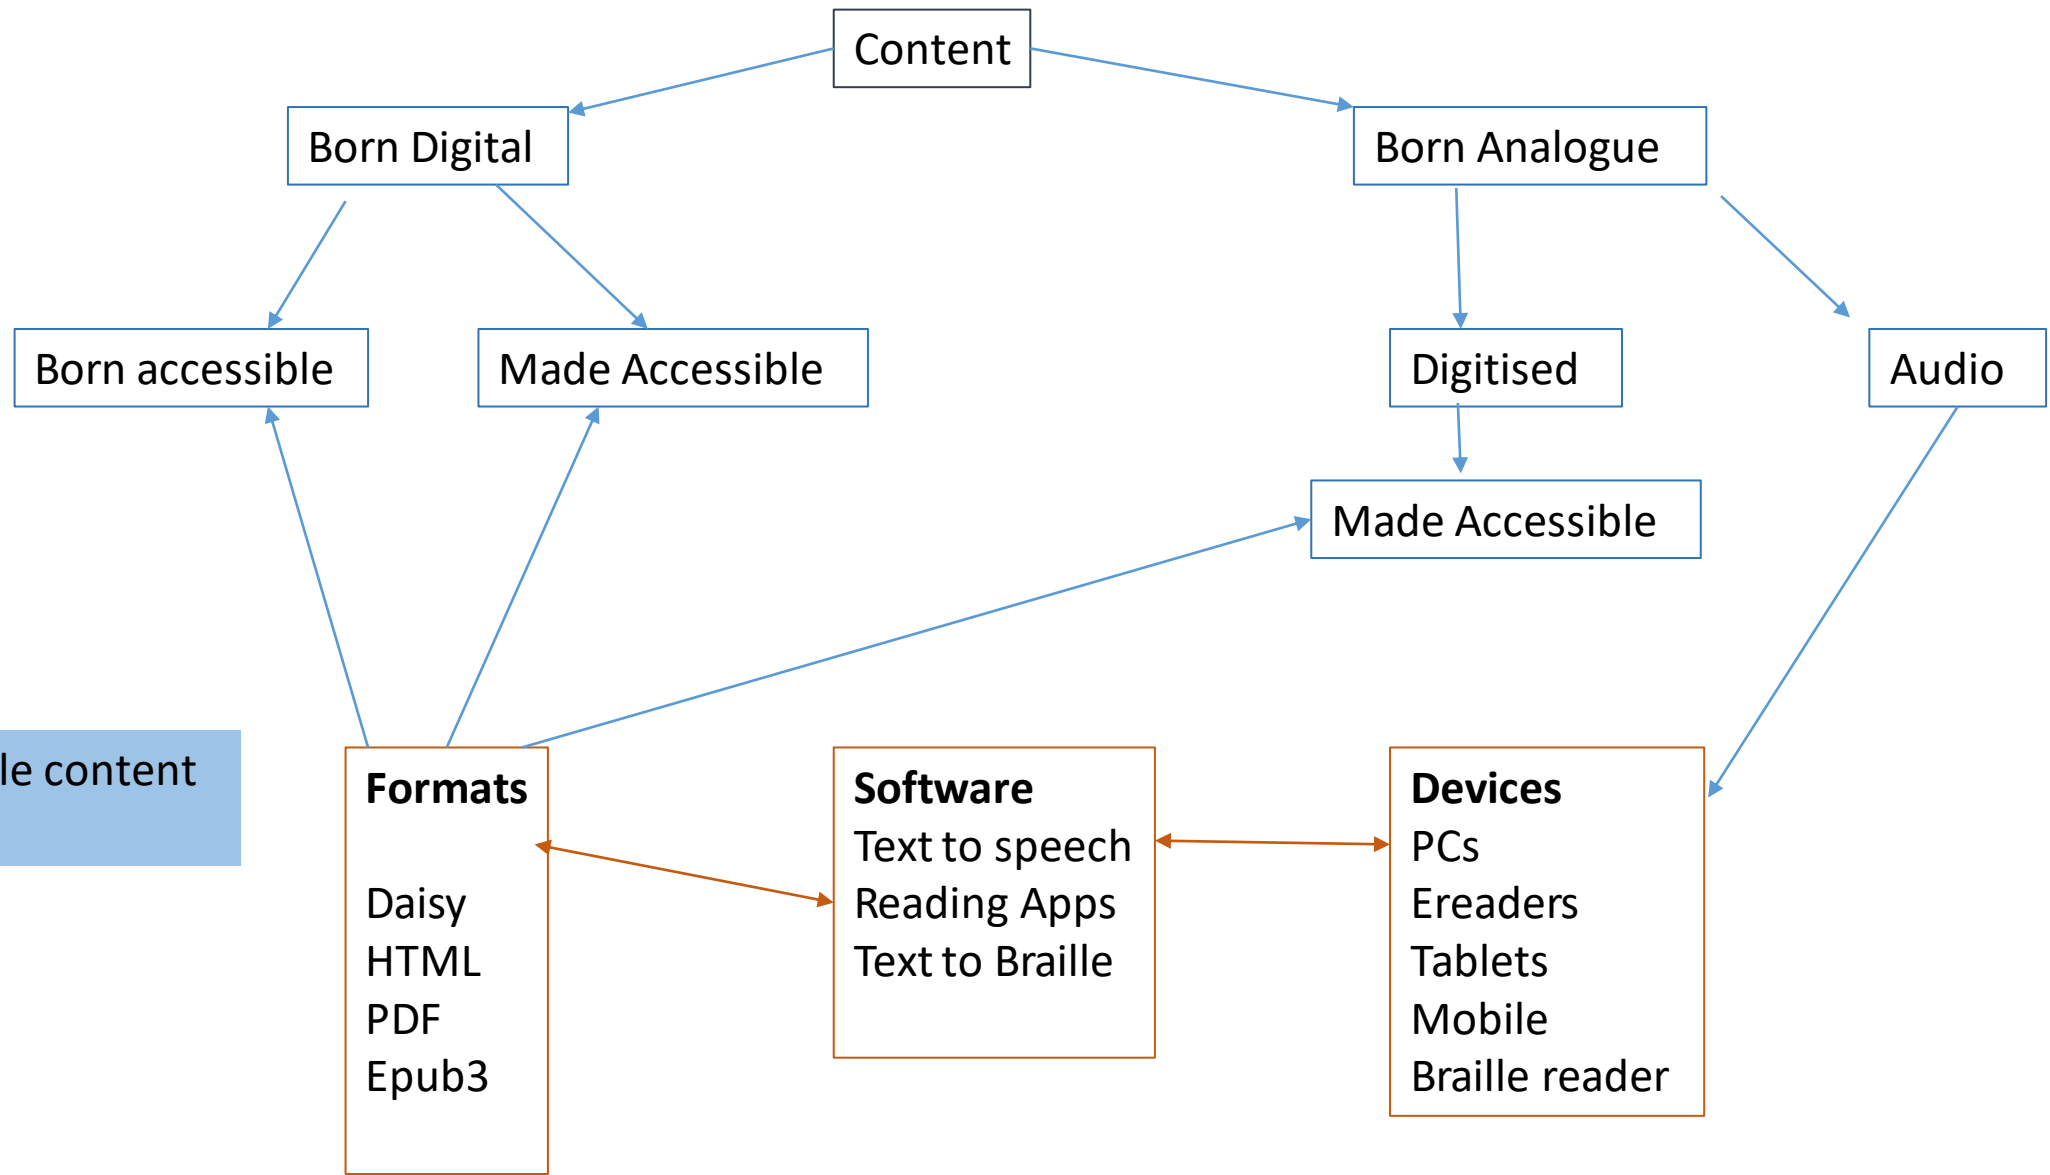 Content
Born Digital
Born Analogue
Born accessible
Made Accessible
Digitised
Audio
Made Accessible
content
Formats
Daisy
HTML
PDF
Epub3
Software
Text to speech
Reading Apps
Text to Braille
Devices
PCs
Ereaders
Tablets
Mobile
Braille reader